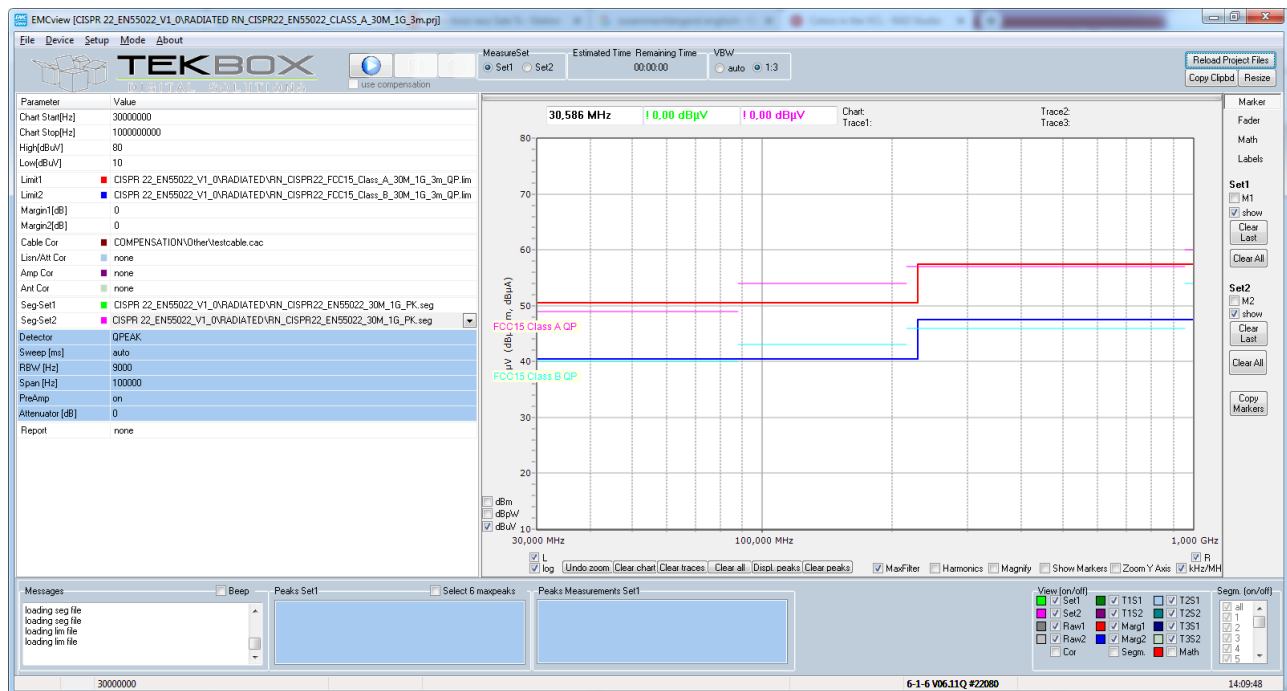 EMCview [CISPR 22_EN55022_V1_0\RADIATED RN_CISPR22_EN55022_CLASS_A_30M_1G_3m.prj]
File Device Setup Mode About
TEKBOX
DIGITAL SOLUTIONS
use compensation
MeasureSet
Set1 Set2
Estimated Time Remaining Time
00:00:00
VBW
auto 1:3
Reload Project Files
Copy Clipbd Resize
Parameter Value
Chart Start[Hz] 30000000
Chart Stop[Hz] 1000000000
High[dBuV] 80
Low[dBuV] 10
Limit1 CISPR 22_EN55022_V1_0\RADIATED\RN_CISPR22_FCC15_Class_A_30M_1G_3m_QP.lim
Limit2 CISPR 22_EN55022_V1_0\RADIATED\RN_CISPR22_FCC15_Class_B_30M_1G_3m_QP.lim
Margin1[dB] 0
Margin2[dB] 0
Cable Cor COMPENSATION\Other\testcable.cac
Lisn/Att Cor none
Amp Cor none
Ant Cor none
Seg-Set1 CISPR 22_EN55022_V1_0\RADIATED\RN_CISPR22_EN55022_30M_1G_PK.seg
Seg-Set2 CISPR 22_EN55022_V1_0\RADIATED\RN_CISPR22_EN55022_30M_1G_PK.seg
Detector QPEAK
Sweep [ms] auto
RBW [Hz] 9000
Span [Hz] 100000
PreAmp on
Attenuator [dB] 0
Report none
30,586 MHz ! 0,00 dBµV ! 0,00 dBµV
Chart: Trace2:
Trace1: Trace3:
80
70
60
50
40
30
20
10
FCC15 Class A QP
FCC15 Class B QP
dBm
dBpW
dBuV
30,000 MHz 100,000 MHz 1,000 GHz
L R
log Undo zoom Clear chart Clear traces Clear all Displ. peaks Clear peaks MaxFilter Harmonics Magnify Show Markers Zoom Y Axis kHz/MH
Marker
Fader
Math
Labels
Set1
M1
show
Clear Last
Clear All
Set2
M2
show
Clear Last
Clear All
Copy Markers
Messages Beep
loading seg file
loading seg file
loading lim file
loading lim file
Peaks Set1 Select 6 maxpeaks
Peaks Measurements Set1
View (on/off)
Set1 T1S1 T2S1
Set2 T1S2 T2S2
Raw1 Marg1 T3S1
Raw2 Marg2 T3S2
Cor Segm. Math
Segm. (on/off)
all
1
2
3
4
5
30000000 6-1-6 V06.11Q #22080 14:09:48